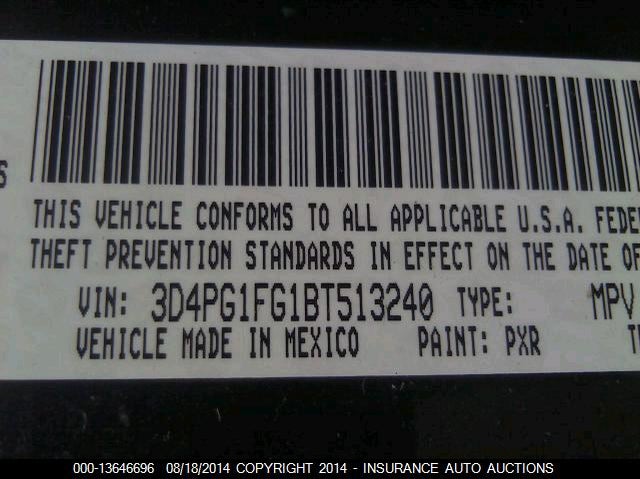 THIS VEHICLE CONFORMS TO ALL APPLICABLE U.S.A. FEDE
THEFT PREVENTION STANDARDS IN EFFECT ON THE DATE OF
VIN: 3D4PG1FG1BT513240 TYPE: MPV
VEHICLE MADE IN MEXICO PAINT: PXR
000-13646696 08/18/2014 COPYRIGHT 2014 - INSURANCE AUTO AUCTIONS